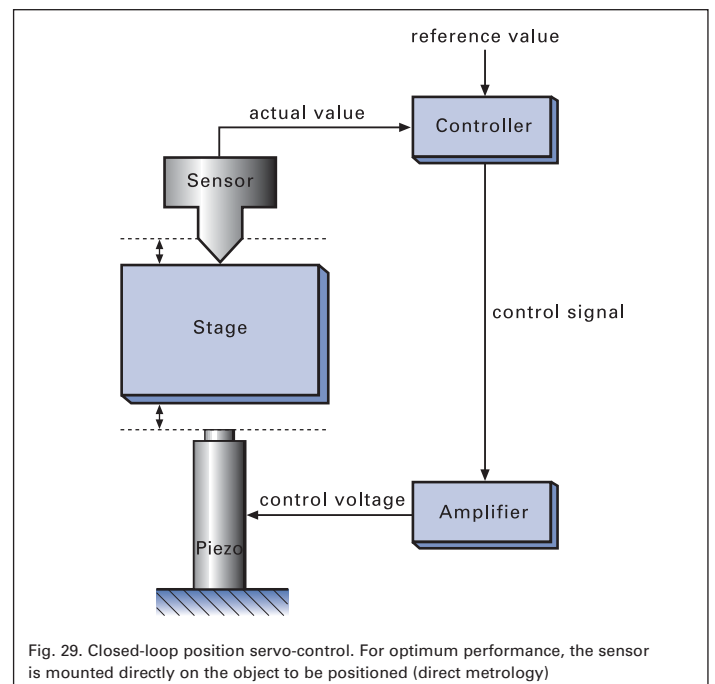 reference value
actual value
Controller
Sensor
Stage
control signal
control voltage
Amplifier
Piezo
Fig. 29. Closed-loop position servo-control. For optimum performance, the sensor
is mounted directly on the object to be positioned (direct metrology)